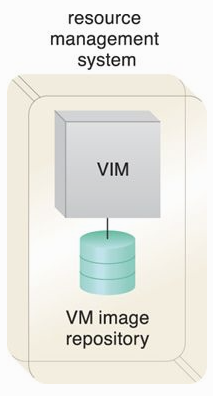 resource
management
system
VIM
VM image
repository